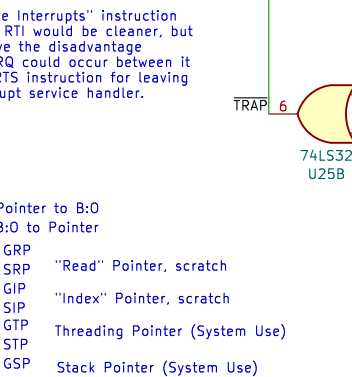 e Interrupts" instruction
RTI would be cleaner, but
ve the disadvantage
RQ could occur between it
RTS instruction for leaving
upt service handler.
TRAP 6
74LS32
U25B
Pointer to B:O
B:O to Pointer
GRP
SRP
"Read" Pointer, scratch
GIP
SIP
"Index" Pointer, scratch
GTP
STP
Threading Pointer (System Use)
GSP
Stack Pointer (System Use)